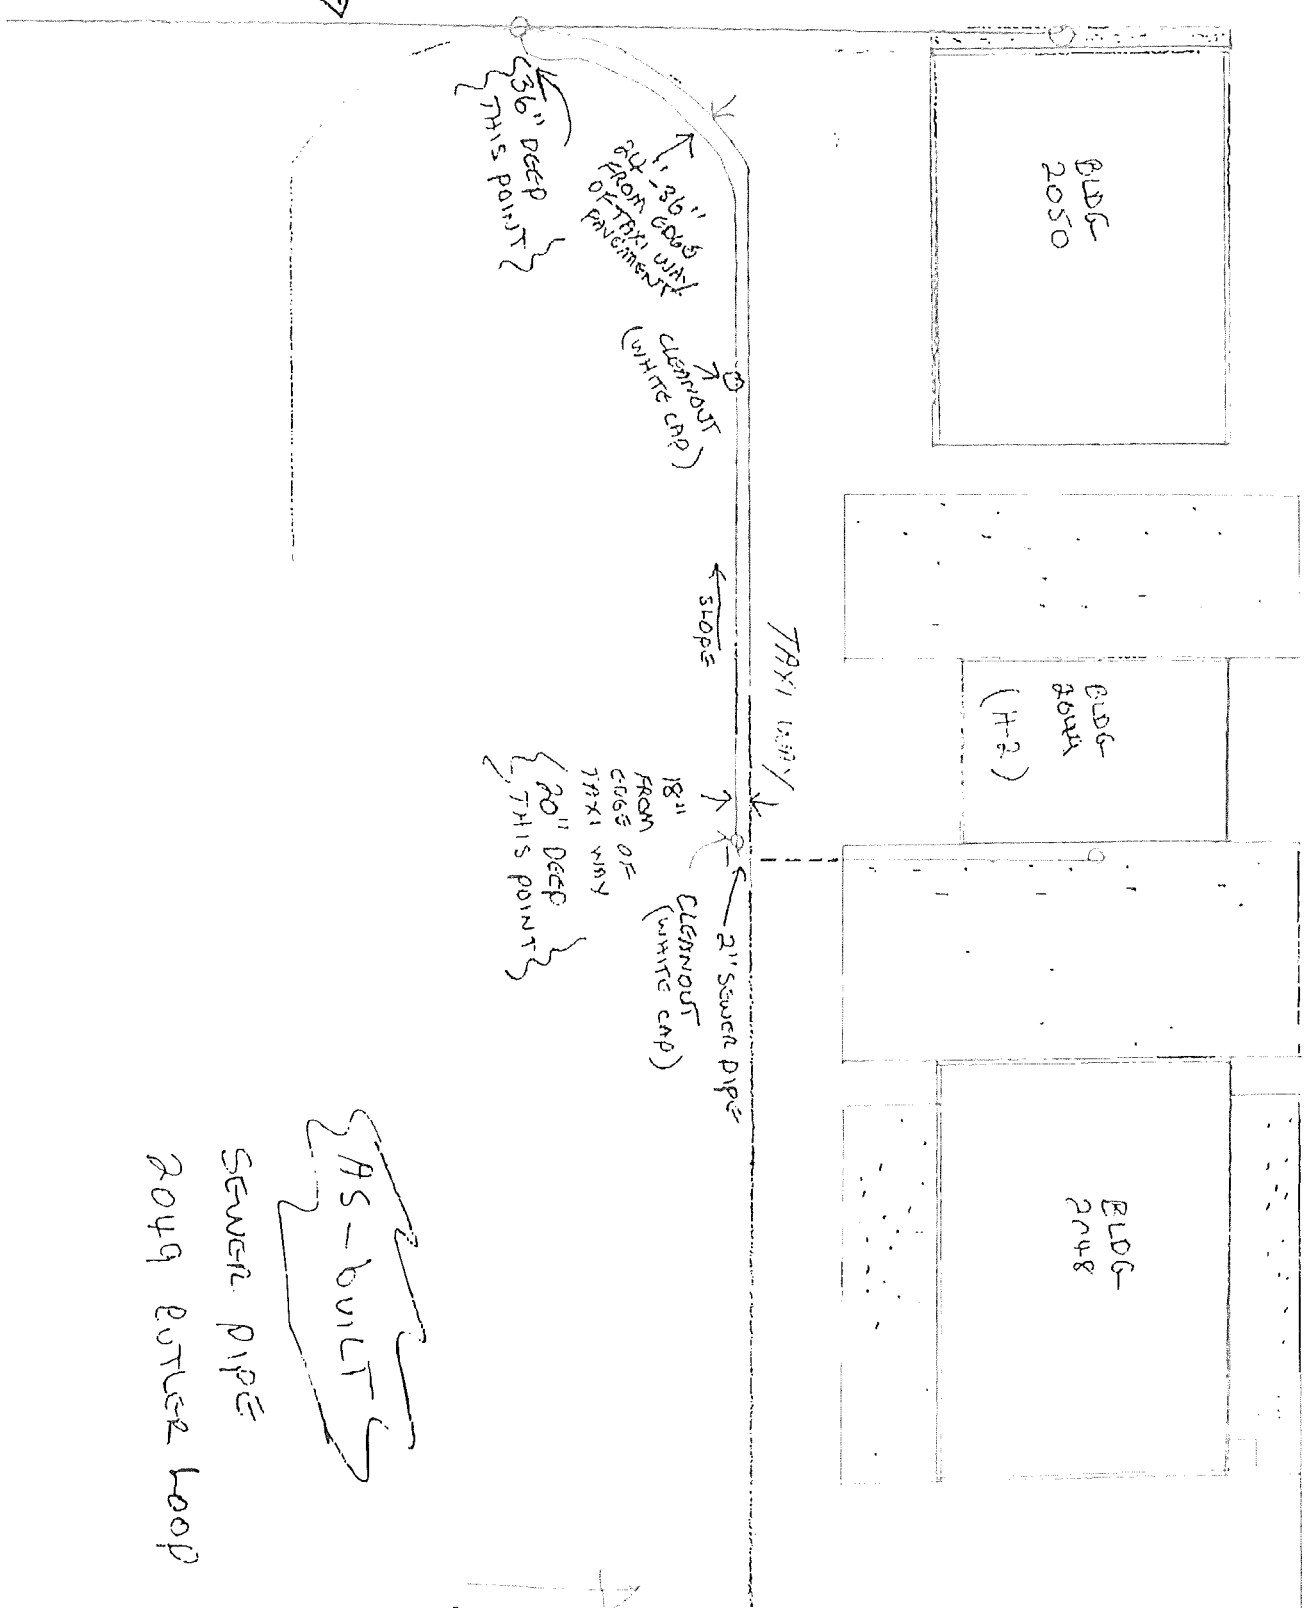 BLDG
2050
BLDG
2049
(H-2)
BLDG
2048
TAXI WAY
{36" DEEP}
{THIS POINT}
24"-36"
FROM EDGE
OF TAXI WAY
PAVEMENT
CLEANOUT
(WHITE CAP)
SLOPE
18"
FROM
EDGE OF
TAXI WAY
{20" DEEP}
{THIS POINT}
2" SEWER PIPE
CLEANOUT
(WHITE CAP)
AS-BUILT
SEWER PIPE
2049 BUTLER LOOP